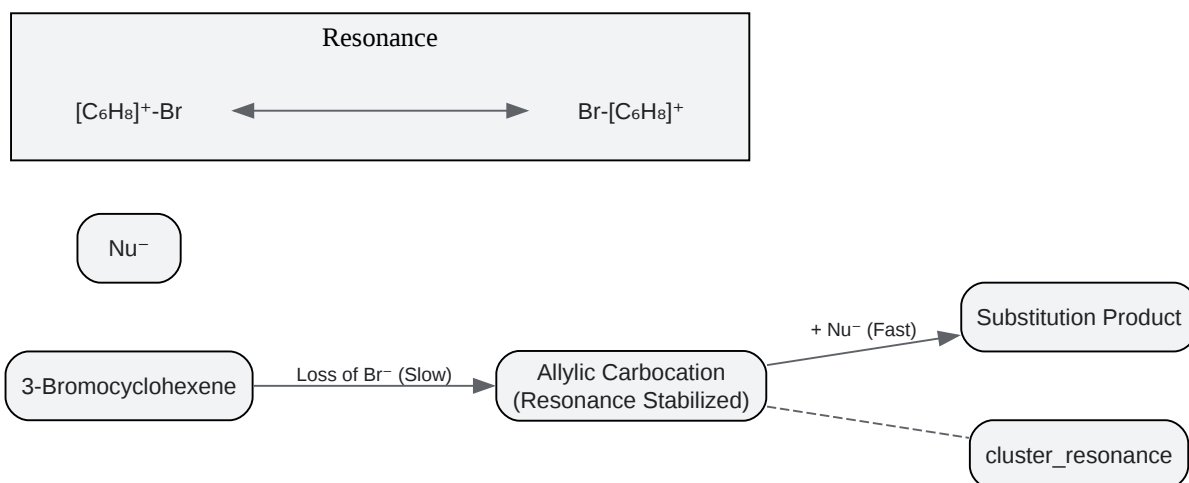 Resonance
[C₆H₈]⁺-Br
Br-[C₆H₈]⁺
Nu⁻
Substitution Product
+ Nu⁻ (Fast)
3-Bromocyclohexene
Loss of Br⁻ (Slow)
Allylic Carbocation
(Resonance Stabilized)
cluster_resonance